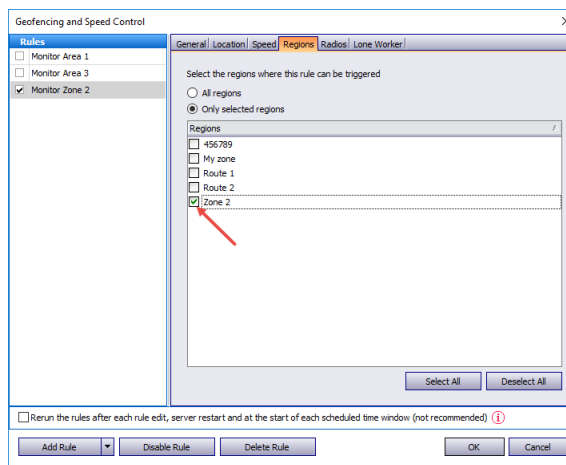 Geofencing and Speed Control
Rules
Monitor Area 1
Monitor Area 3
Monitor Zone 2
General Location Speed Regions Radios Lone Worker
Select the regions where this rule can be triggered
All regions
Only selected regions
Regions /
456789
My zone
Route 1
Route 2
Zone 2
Select All Deselect All
Rerun the rules after each rule edit, server restart and at the start of each scheduled time window (not recommended) i
Add Rule Disable Rule Delete Rule OK Cancel